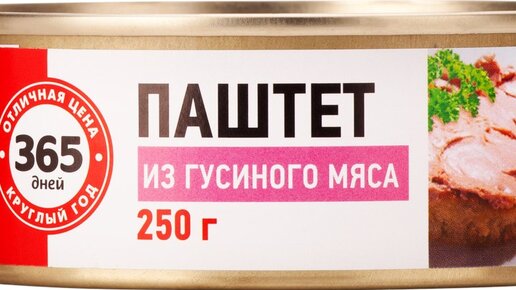 ОТЛИЧНАЯ ЦЕНА
365
дней
КРУГЛЫЙ ГОД
ПАШТЕТ
ИЗ ГУСИНОГО МЯСА
250 г